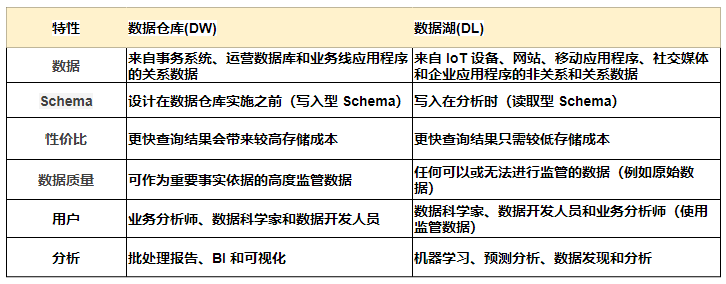 特性 数据仓库(DW) 数据湖(DL)
数据 来自事务系统、运营数据库和业务线应用程序 来自 IoT 设备、网站、移动应用程序、社交媒体
的关系数据 和企业应用程序的非关系和关系数据
Schema 设计在数据仓库实施之前（写入型 Schema） 写入在分析时（读取型 Schema）
性价比 更快查询结果会带来较高存储成本 更快查询结果只需较低存储成本
数据质量 可作为重要事实依据的高度监管数据 任何可以或无法进行监管的数据（例如原始数
据）
用户 业务分析师、数据科学家和数据开发人员 数据科学家、数据开发人员和业务分析师（使用
监管数据）
分析 批处理报告、BI 和可视化 机器学习、预测分析、数据发现和分析